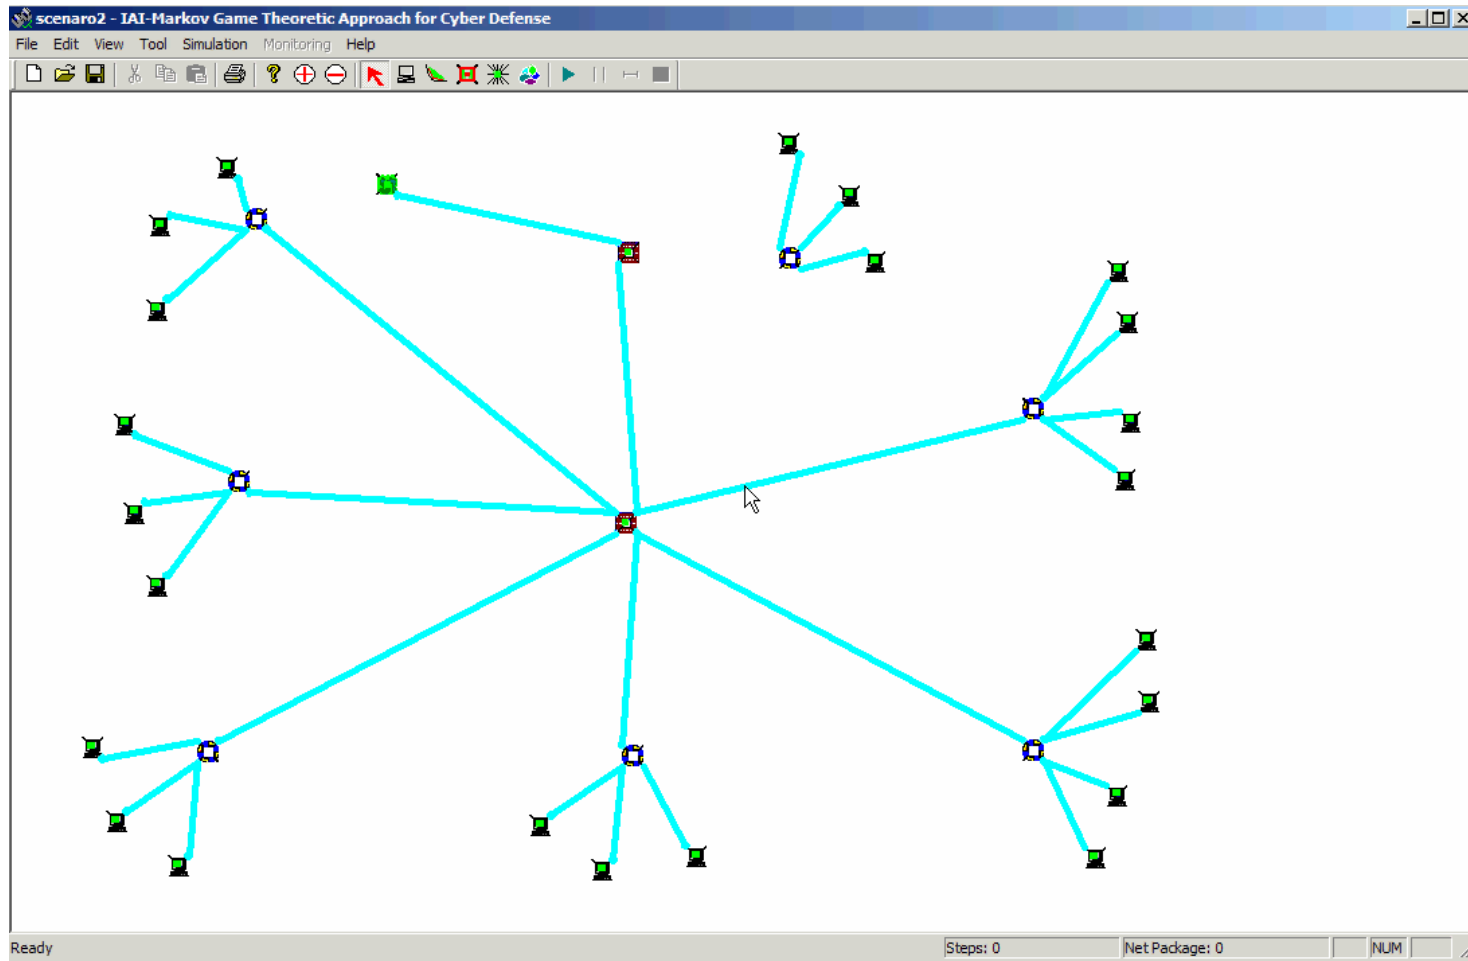 scenaro2 - IAI-Markov Game Theoretic Approach for Cyber Defense
File Edit View Tool Simulation Monitoring Help
Ready Steps: 0 Net Package: 0 NUM